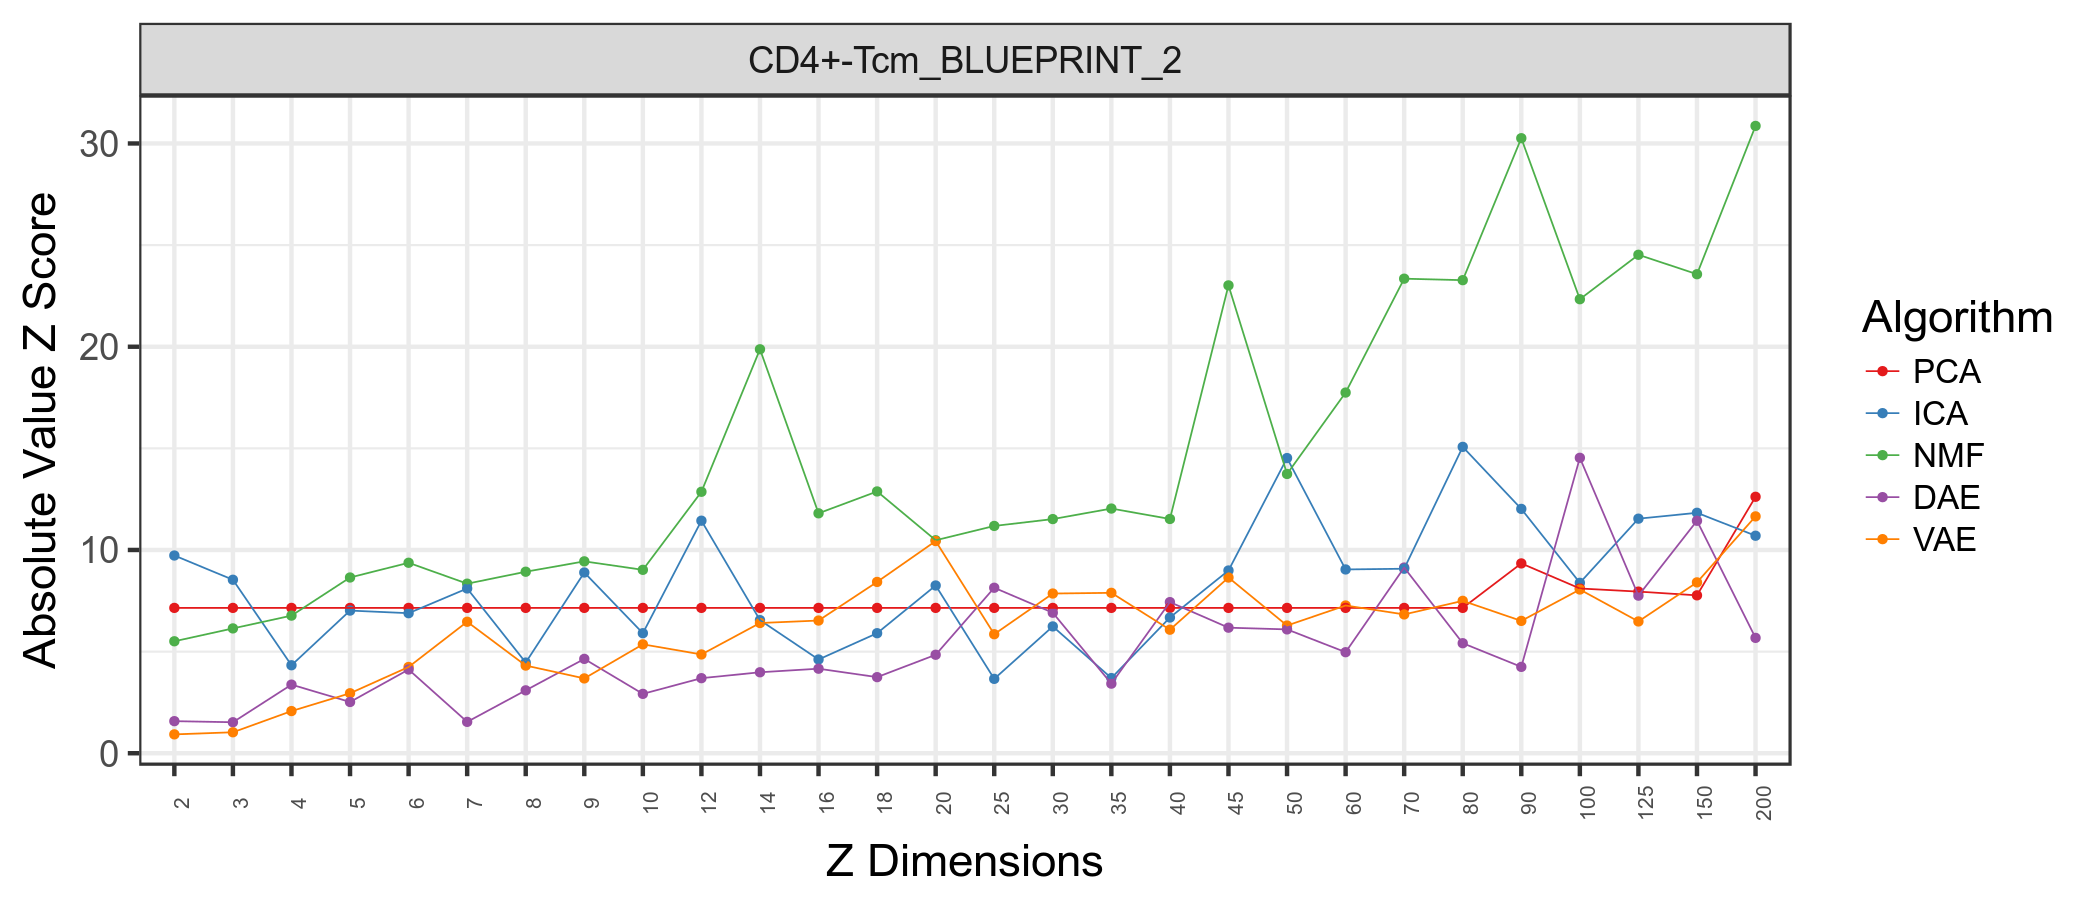 CD4+-Tcm_BLUEPRINT_2
Absolute Value Z Score
30
20
10
0
2 3 4 5 6 7 8 9 10 12 14 16 18 20 25 30 35 40 45 50 60 70 80 90 100 125 150 200
Z Dimensions
Algorithm
PCA
ICA
NMF
DAE
VAE